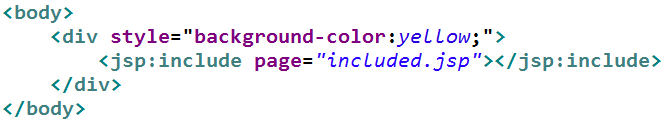 <body>
    <div style="background-color:yellow;">
        <jsp:include page="included.jsp"></jsp:include>
    </div>
</body>